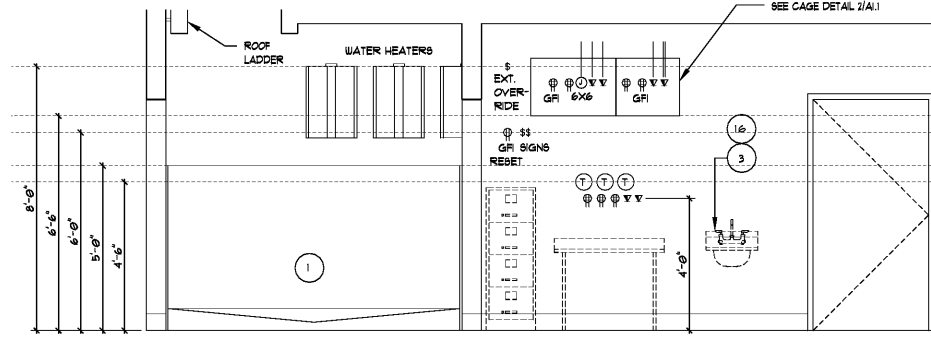 SEE CAGE DETAIL 2/A1.1
ROOF
LADDER
WATER HEATERS
$
EXT.
OVER-
RIDE
GFI
J
6X6
GFI
$$
GFI SIGNS
RESET
16
3
T T T
1
8'-0"
6'-6"
6'-0"
5'-0"
4'-6"
4'-0"